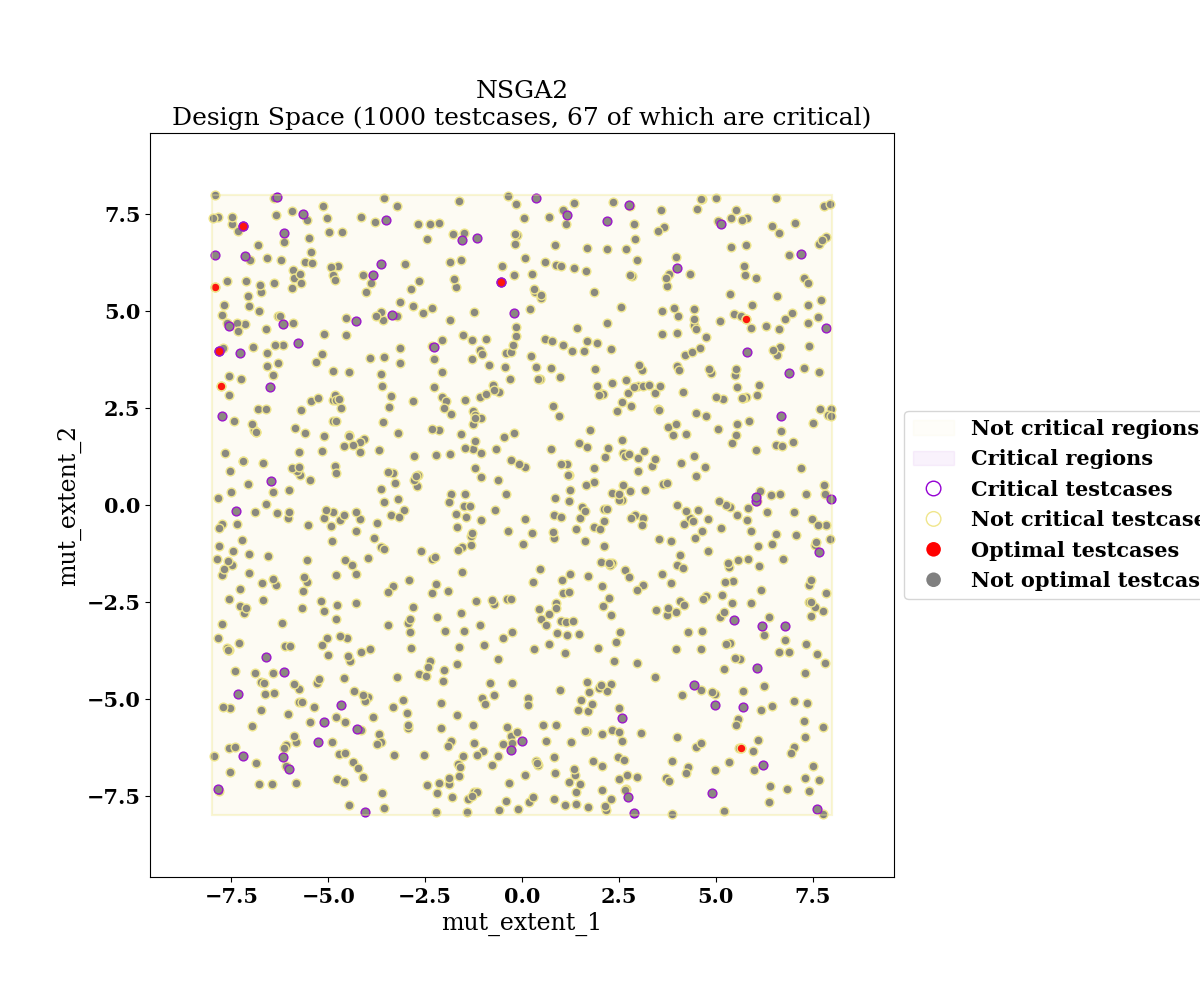 NSGA2
Design Space (1000 testcases, 67 of which are critical)
7.5
5.0
2.5
0.0
−2.5
−5.0
−7.5
mut_extent_2
−7.5 −5.0 −2.5 0.0 2.5 5.0 7.5
mut_extent_1
Not critical regions
Critical regions
Critical testcases
Not critical testcase
Optimal testcases
Not optimal testcas